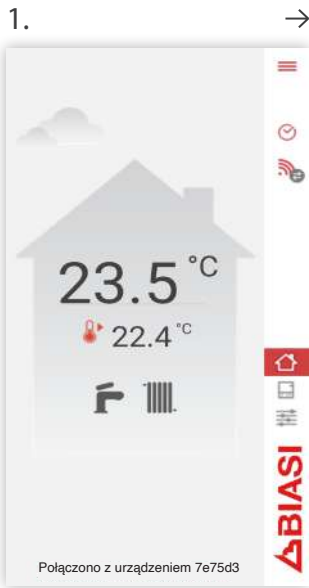 1.
23.5 °C
22.4 °C
BIASI
Połączono z urządzeniem 7e75d3